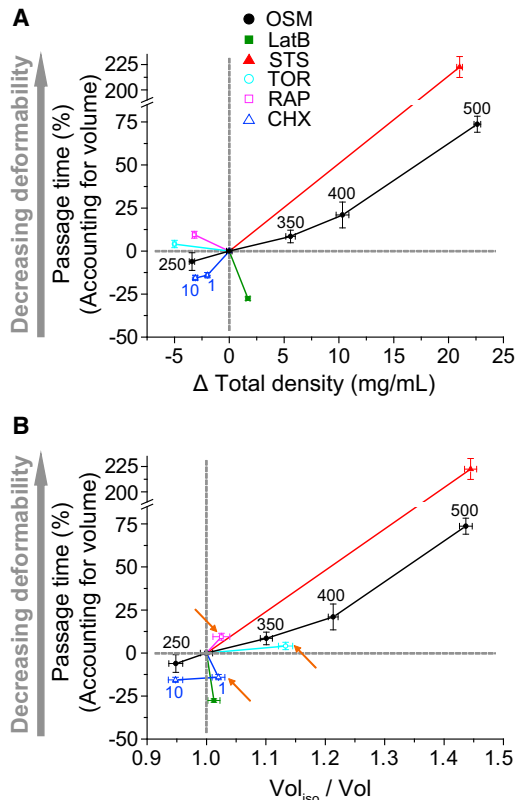 A
OSM
LatB
STS
TOR
RAP
CHX
Decreasing deformability
Passage time (%)
(Accounting for volume)
225
200
75
50
25
0
-25
-50
500
400
350
250
10
1
-5
0
5
10
15
20
25
Δ Total density (mg/mL)
B
Decreasing deformability
Passage time (%)
(Accounting for volume)
225
200
75
50
25
0
-25
-50
500
400
350
250
10
1
0.9
1.0
1.1
1.2
1.3
1.4
1.5
Vol_iso / Vol